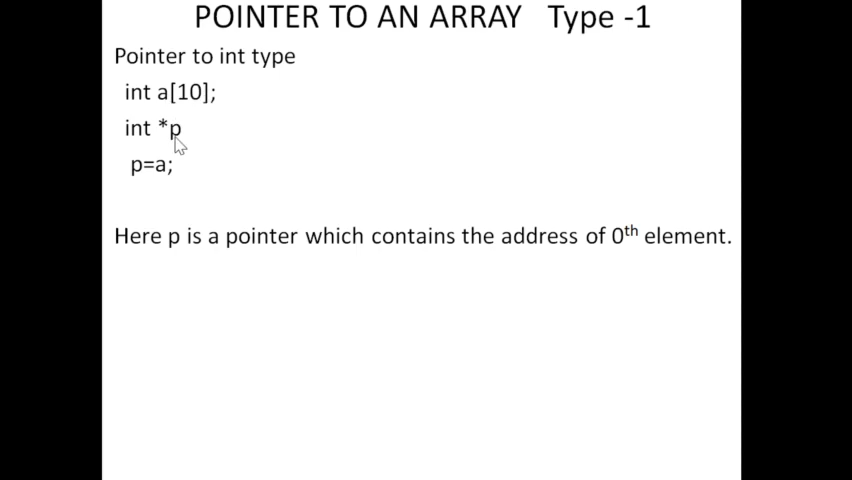 POINTER TO AN ARRAY Type -1
Pointer to int type
int a[10];
int *p
p=a;
Here p is a pointer which contains the address of 0th element.